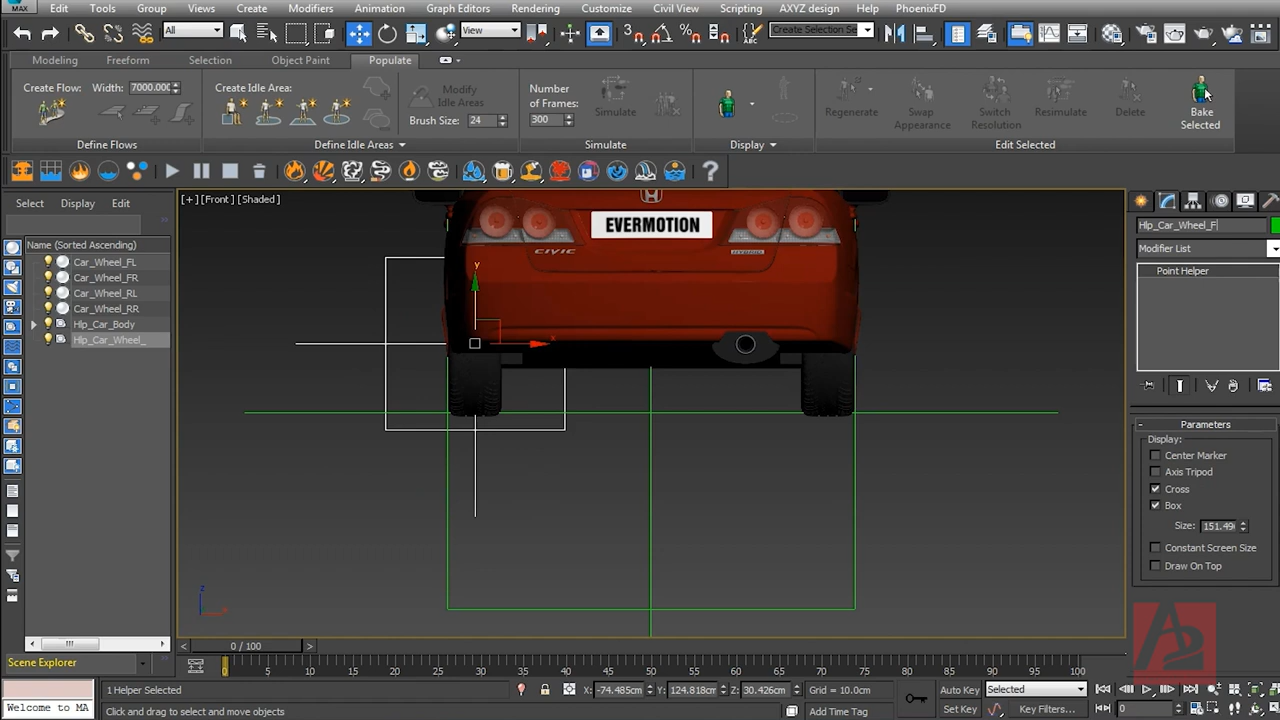 MAX
Edit Tools Group Views Create Modifiers Animation Graph Editors Rendering Customize Civil View Scripting AXYZ design Help PhoenixFD
All View Create Selection Se
Modeling Freeform Selection Object Paint Populate
Create Flow: Width: 7000.000 Create Idle Area: Modify Idle Areas Brush Size: 24 Number of Frames: 300 Simulate Regenerate Swap Appearance Switch Resolution Resimulate Delete Bake Selected
Define Flows Define Idle Areas Simulate Display Edit Selected
Select Display Edit
Name (Sorted Ascending)
Car_Wheel_FL
Car_Wheel_FR
Car_Wheel_RL
Car_Wheel_RR
Hlp_Car_Body
Hlp_Car_Wheel_
[+] [Front] [Shaded]
EVERMOTION
CIVIC
y
x
z
Hlp_Car_Wheel_F
Modifier List
Point Helper
Parameters
Display:
Center Marker
Axis Tripod
Cross
Box
Size: 151.49
Constant Screen Size
Draw On Top
0 / 100
Scene Explorer
0 5 10 15 20 25 30 35 40 45 50 55 60 65 70 75 80 85 90 95 100
1 Helper Selected X: -74.485cm Y: 124.818cm Z: 30.426cm Grid = 10.0cm Auto Key Selected
Welcome to MA Click and drag to select and move objects Add Time Tag Set Key Key Filters... 0